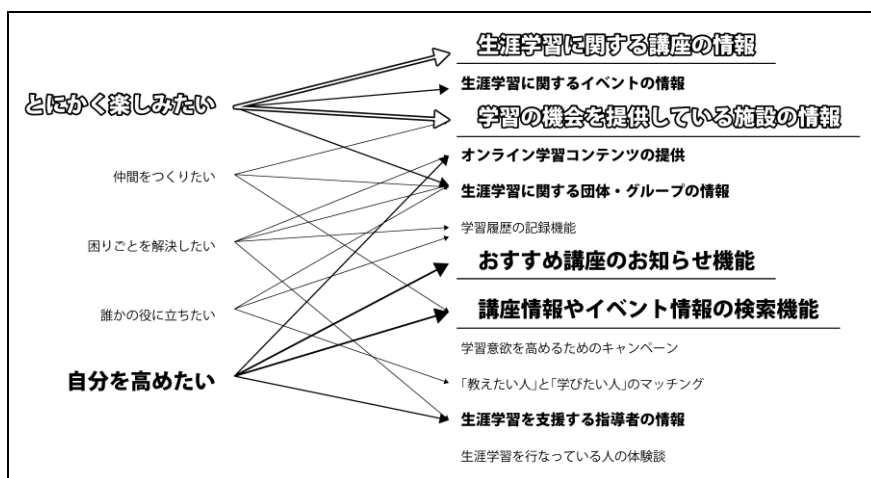 とにかく楽しみたい
仲間をつくりたい
困りごとを解決したい
誰かの役に立ちたい
自分を高めたい
生涯学習に関する講座の情報
生涯学習に関するイベントの情報
学習の機会を提供している施設の情報
オンライン学習コンテンツの提供
生涯学習に関する団体・グループの情報
学習履歴の記録機能
おすすめ講座のお知らせ機能
講座情報やイベント情報の検索機能
学習意欲を高めるためのキャンペーン
「教えたい人」と「学びたい人」のマッチング
生涯学習を支援する指導者の情報
生涯学習を行なっている人の体験談